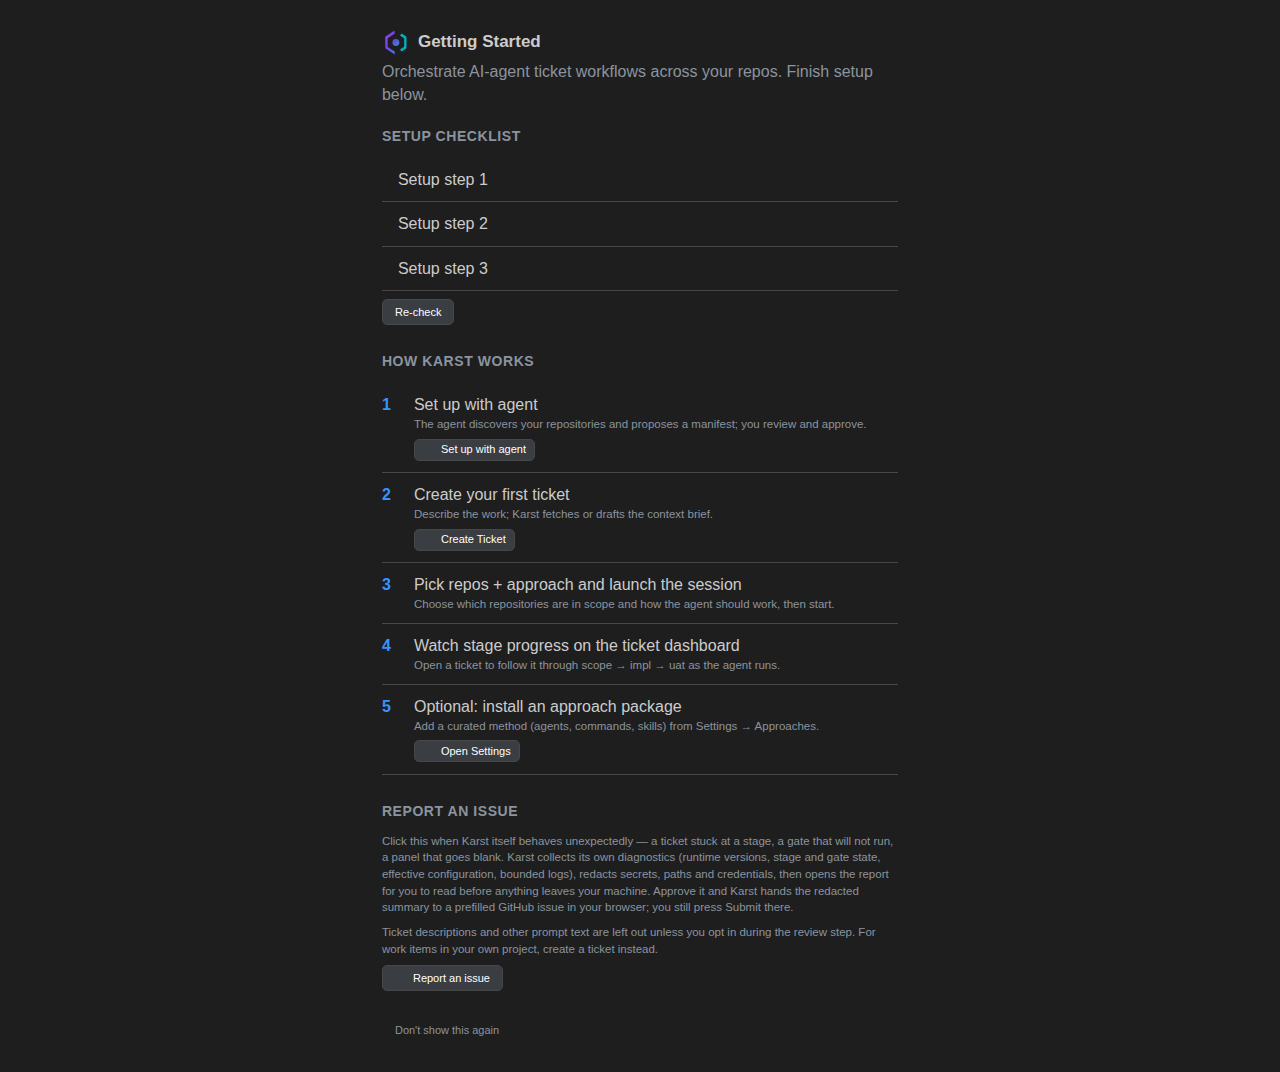 Getting Started
Orchestrate AI-agent ticket workflows across your repos. Finish setup
below.
SETUP CHECKLIST
Setup step 1
Setup step 2
Setup step 3
Re-check
HOW KARST WORKS
1 Set up with agent
The agent discovers your repositories and proposes a manifest; you review and approve.
Set up with agent
2 Create your first ticket
Describe the work; Karst fetches or drafts the context brief.
Create Ticket
3 Pick repos + approach and launch the session
Choose which repositories are in scope and how the agent should work, then start.
4 Watch stage progress on the ticket dashboard
Open a ticket to follow it through scope → impl → uat as the agent runs.
5 Optional: install an approach package
Add a curated method (agents, commands, skills) from Settings → Approaches.
Open Settings
REPORT AN ISSUE
Click this when Karst itself behaves unexpectedly — a ticket stuck at a stage, a gate that will not run,
a panel that goes blank. Karst collects its own diagnostics (runtime versions, stage and gate state,
effective configuration, bounded logs), redacts secrets, paths and credentials, then opens the report
for you to read before anything leaves your machine. Approve it and Karst hands the redacted
summary to a prefilled GitHub issue in your browser; you still press Submit there.
Ticket descriptions and other prompt text are left out unless you opt in during the review step. For
work items in your own project, create a ticket instead.
Report an issue
Don't show this again